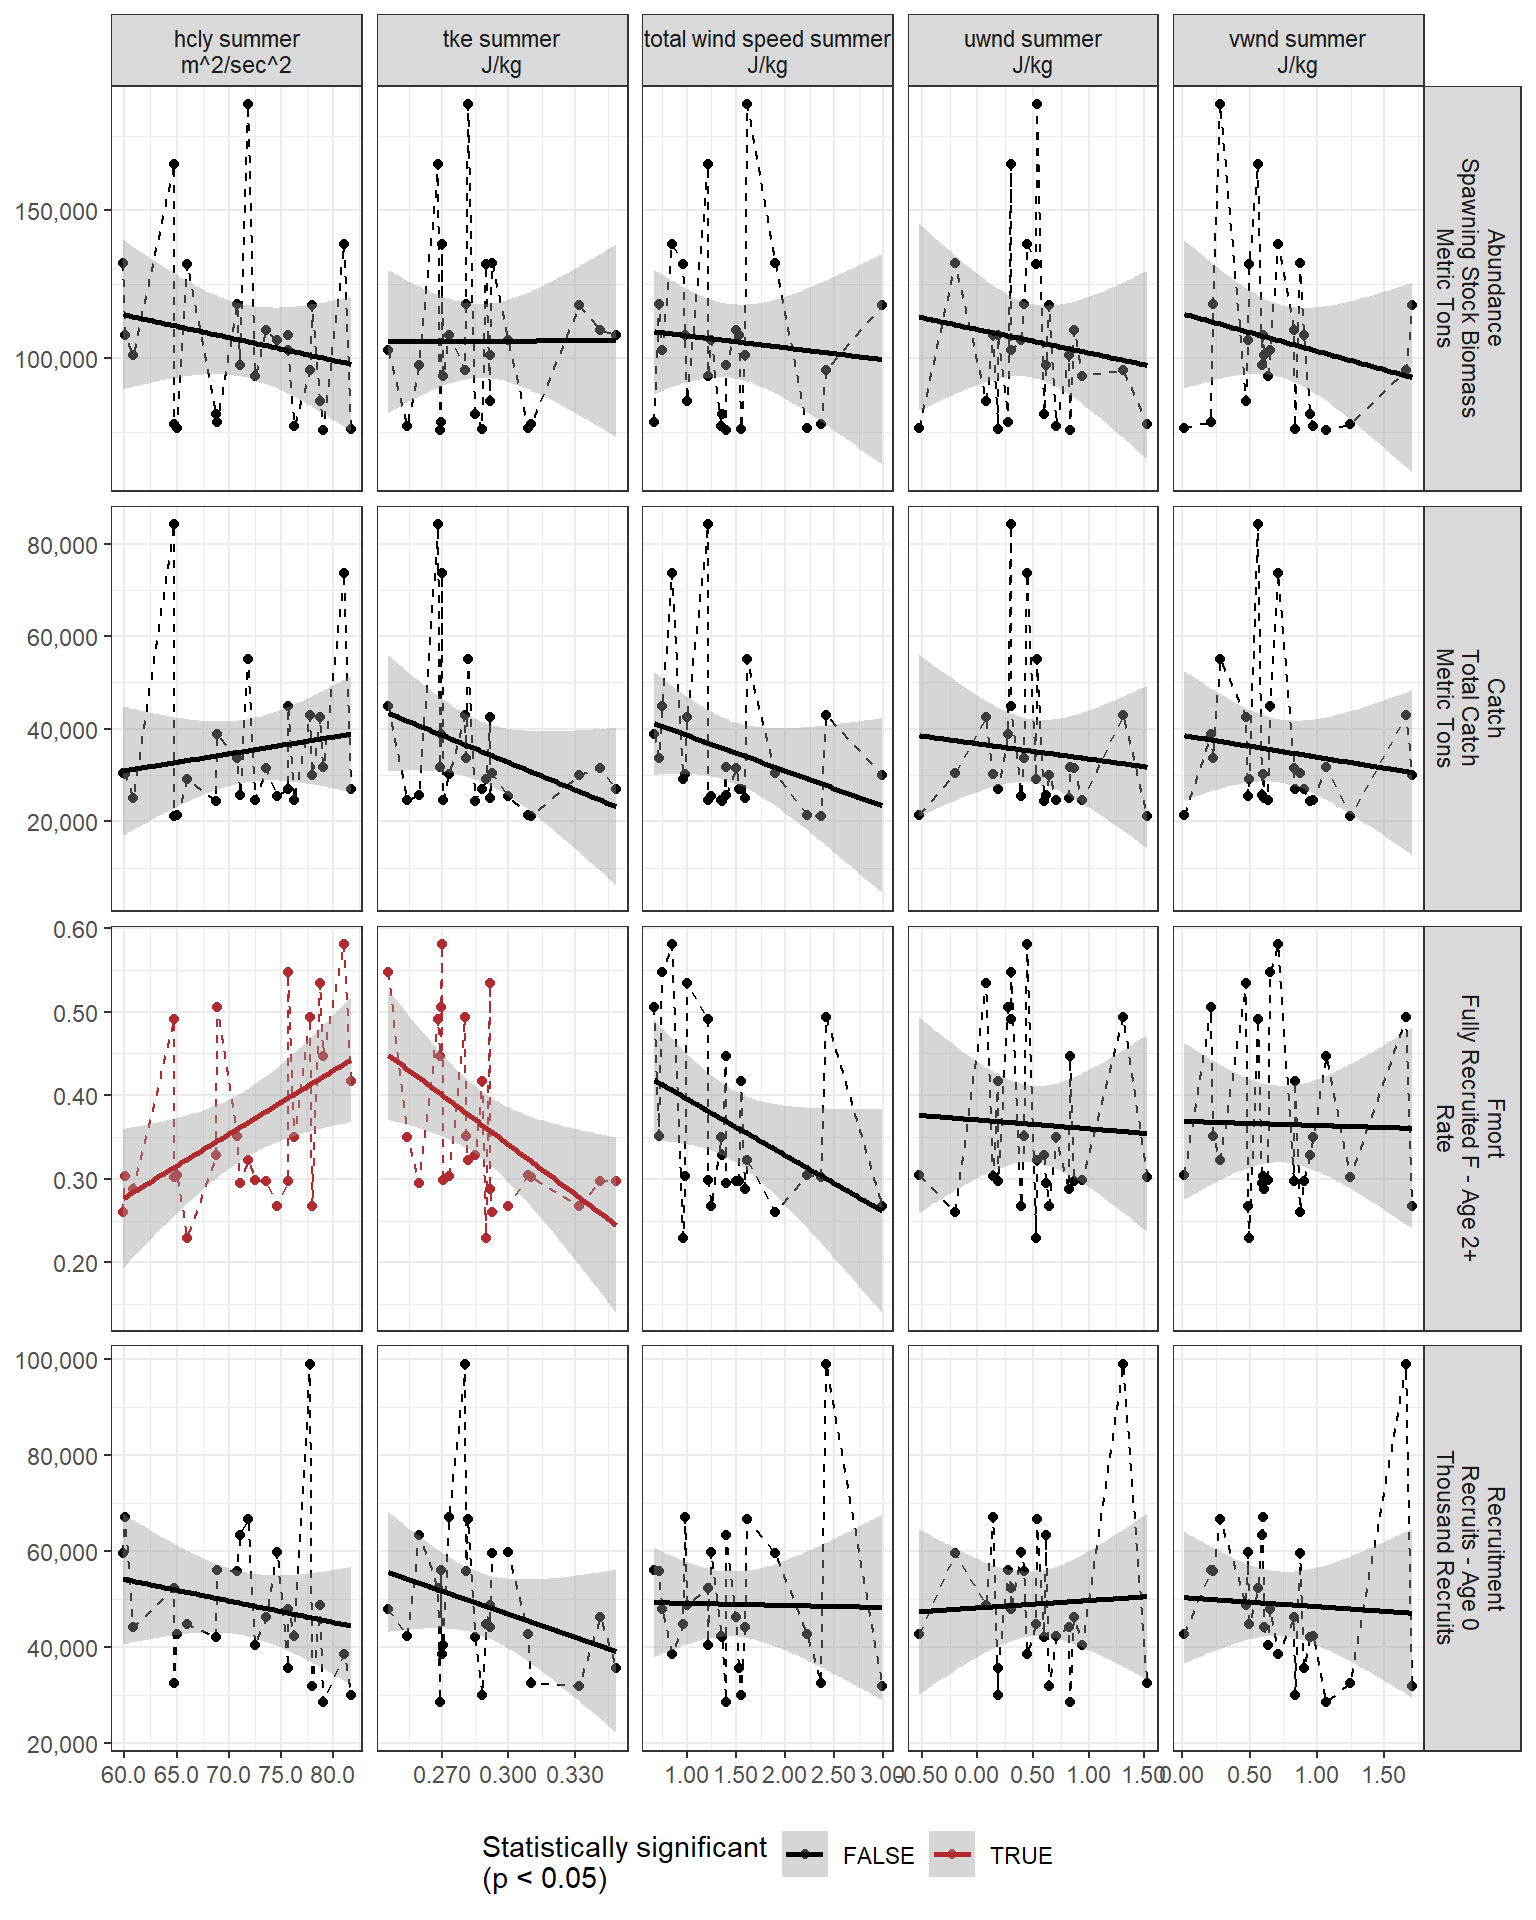 hcly summer
m^2/sec^2
tke summer
J/kg
total wind speed summer
J/kg
uwnd summer
J/kg
vwnd summer
J/kg
150,000
100,000
Abundance
Spawning Stock Biomass
Metric Tons
80,000
60,000
40,000
20,000
Catch
Total Catch
Metric Tons
0.60
0.50
0.40
0.30
0.20
Fmort
Fully Recruited F - Age 2+
Rate
100,000
80,000
60,000
40,000
20,000
Recruitment
Recruits - Age 0
Thousand Recruits
60.0 65.0 70.0 75.0 80.0
0.270 0.300 0.330
1.00 1.50 2.00 2.50 3.00
-0.50 0.00 0.50 1.00 1.50
0.00 0.50 1.00 1.50
Statistically significant
(p < 0.05)
FALSE
TRUE